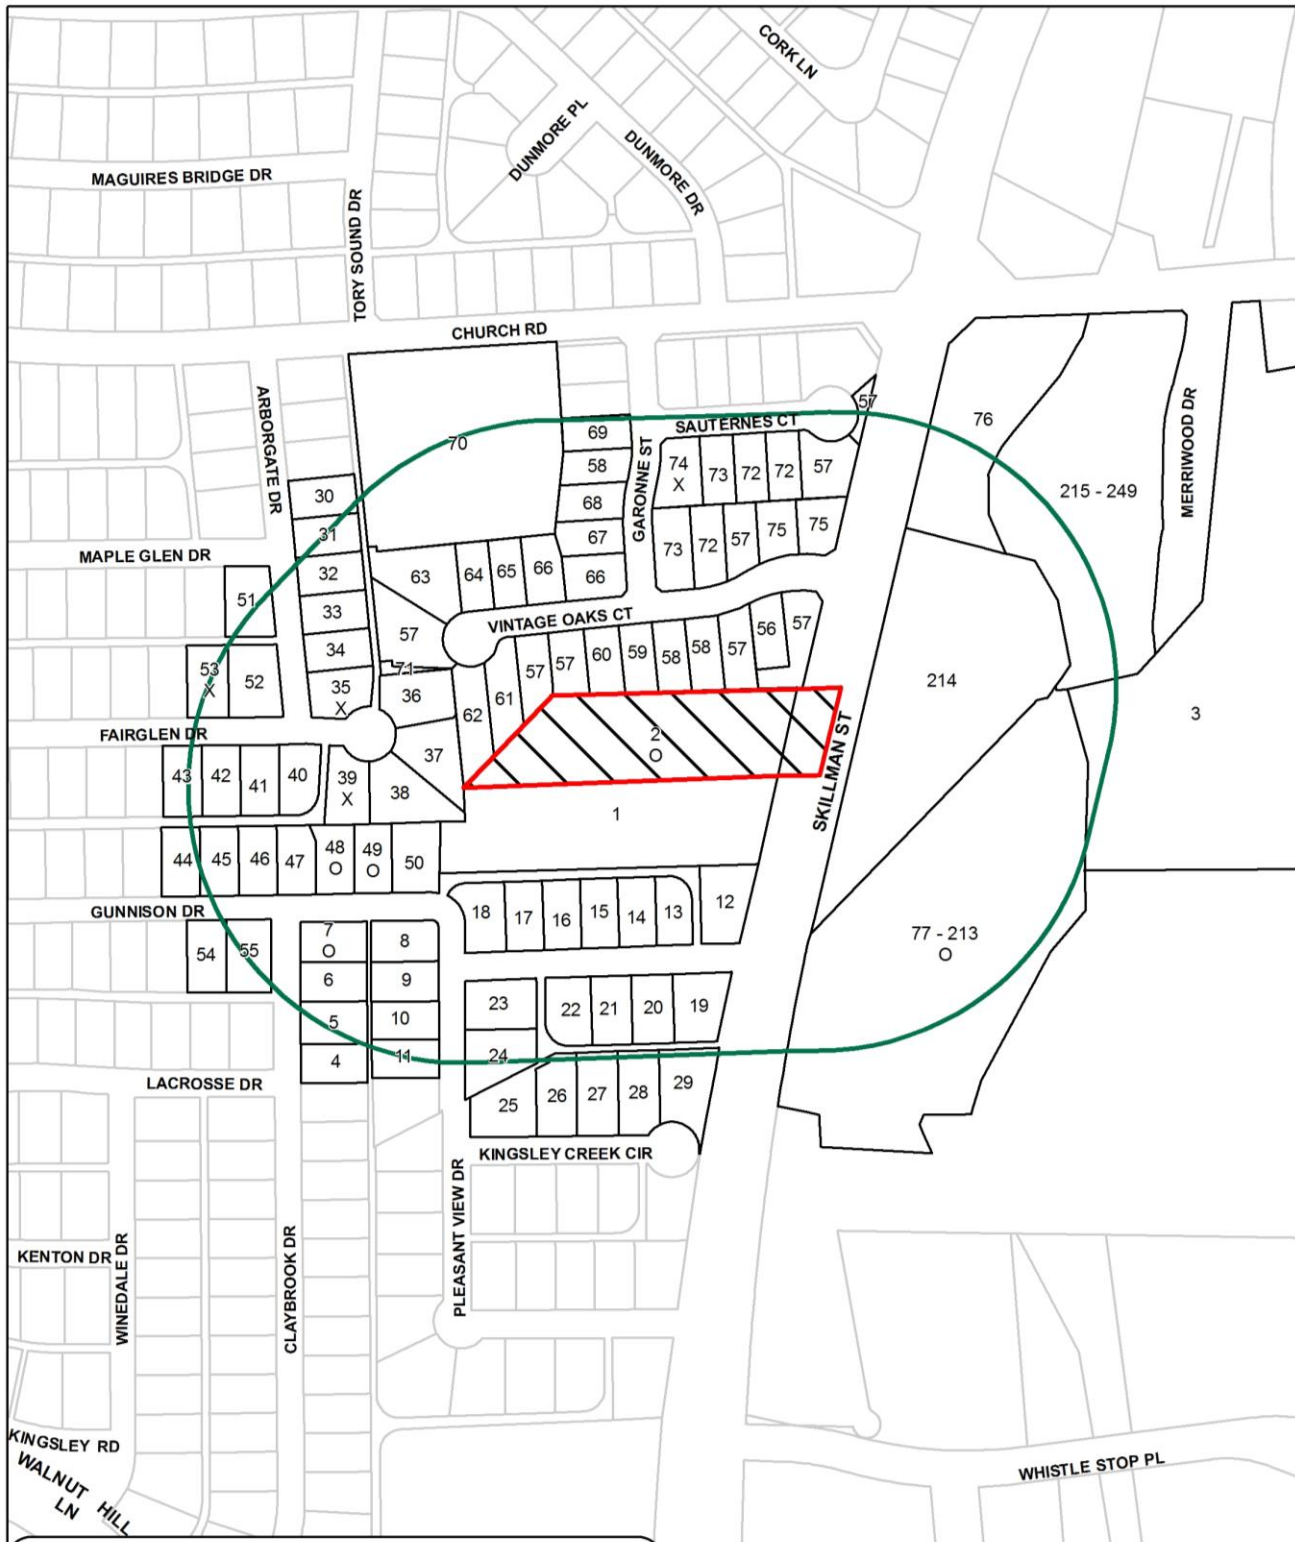 CORK LN
DUNMORE PL
DUNMORE DR
MAGUIRES BRIDGE DR
TORY SOUND DR
CHURCH RD
ARBORGATE DR
MERRIWOOD DR
57
76
SAUTERNES CT
69
70
GARONNE ST
74
X
73
72
72
57
58
30
215 - 249
68
31
75
75
57
72
73
67
MAPLE GLEN DR
63
64
65
66
66
32
51
33
VINTAGE OAKS CT
57
56
57
34
60
59
58
58
57
57
57
71
53
X
52
35
X
36
61
214
62
3
FAIRGLEN DR
2
O
SKILLMAN ST
37
43
42
41
40
39
X
38
1
44
45
46
47
48
O
49
O
50
12
GUNNISON DR
18
17
16
15
14
13
7
O
8
77 - 213
O
54
55
6
9
23
22
21
20
19
5
10
4
11
24
LACROSSE DR
25
26
27
28
29
KINGSLEY CREEK CIR
PLEASANT VIEW DR
KENTON DR
WINEDALE DR
CLAYBROOK DR
KINGSLEY RD
WALNUT HILL
LN
WHISTLE STOP PL